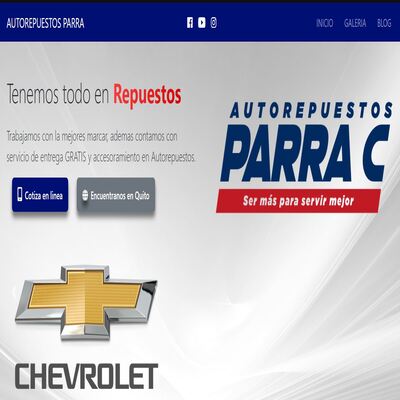 AUTOREPUESTOS PARRA
INICIO GALERIA BLOG
Tenemos todo en Repuestos
Trabajamos con la mejores marcar, ademas contamos con
servicio de entrega GRATIS y accesoramiento en Autorepuestos.
Cotiza en linea
Encuentranos en Quito
AUTOREPUESTOS
PARRA C
Ser más para servir mejor
CHEVROLET